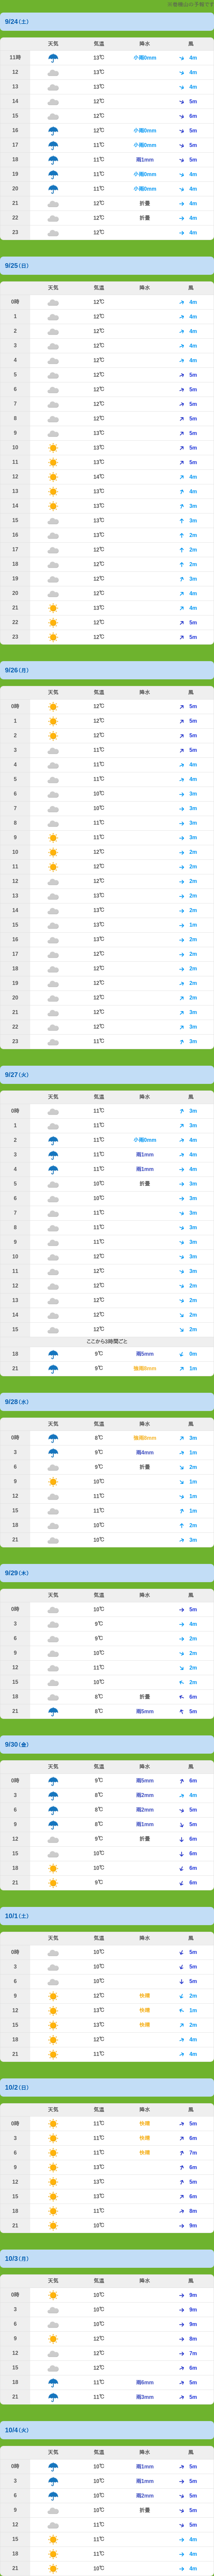 9/24(土)
天気 気温 降水 風
11時 13℃ 小雨0mm 4m
12 13℃ 4m
13 13℃ 4m
14 12℃ 5m
15 12℃ 6m
16 12℃ 小雨0mm 5m
17 11℃ 小雨0mm 5m
18 11℃ 雨1mm 5m
19 11℃ 小雨0mm 4m
20 11℃ 小雨0mm 4m
21 12℃ 折畳 4m
22 12℃ 折畳 4m
23 12℃ 4m
9/25(日)
天気 気温 降水 風
0時 12℃ 4m
1 12℃ 4m
2 12℃ 4m
3 12℃ 4m
4 12℃ 4m
5 12℃ 5m
6 12℃ 5m
7 12℃ 5m
8 12℃ 5m
9 13℃ 5m
10 13℃ 5m
11 13℃ 5m
12 14℃ 4m
13 13℃ 4m
14 13℃ 3m
15 13℃ 3m
16 13℃ 2m
17 12℃ 2m
18 12℃ 2m
19 12℃ 3m
20 12℃ 4m
21 13℃ 4m
22 12℃ 5m
23 12℃ 5m
9/26(月)
天気 気温 降水 風
0時 12℃ 5m
1 12℃ 5m
2 12℃ 5m
3 11℃ 5m
4 11℃ 4m
5 11℃ 4m
6 10℃ 3m
7 10℃ 3m
8 11℃ 3m
9 11℃ 3m
10 12℃ 2m
11 12℃ 2m
12 12℃ 2m
13 13℃ 2m
14 13℃ 2m
15 13℃ 1m
16 13℃ 2m
17 12℃ 2m
18 12℃ 2m
19 12℃ 2m
20 12℃ 2m
21 12℃ 3m
22 12℃ 3m
23 11℃ 3m
9/27(火)
天気 気温 降水 風
0時 11℃ 3m
1 11℃ 3m
2 11℃ 小雨0mm 4m
3 11℃ 雨1mm 4m
4 11℃ 雨1mm 4m
5 10℃ 折畳 3m
6 10℃ 3m
7 11℃ 3m
8 11℃ 3m
9 11℃ 3m
10 12℃ 3m
11 12℃ 3m
12 12℃ 2m
13 12℃ 2m
14 12℃ 2m
15 12℃ 2m
ここから3時間ごと
18 9℃ 雨5mm 0m
21 9℃ 1m
9/28(水)
天気 気温 降水 風
0時 8℃ 3m
3 9℃ 雨4mm 1m
6 9℃ 折畳 2m
9 10℃ 1m
12 11℃ 1m
15 11℃ 1m
18 10℃ 2m
21 10℃ 3m
9/29(木)
天気 気温 降水 風
0時 10℃ 5m
3 9℃ 4m
6 9℃ 2m
9 10℃ 2m
12 11℃ 2m
15 10℃ 2m
18 8℃ 折畳 6m
21 8℃ 雨5mm 5m
9/30(金)
天気 気温 降水 風
0時 9℃ 雨5mm 6m
3 8℃ 雨2mm 4m
6 8℃ 雨2mm 5m
9 8℃ 雨1mm 5m
12 9℃ 折畳 6m
15 10℃ 6m
18 10℃ 6m
21 9℃ 6m
10/1(土)
天気 気温 降水 風
0時 10℃ 5m
3 10℃ 5m
6 10℃ 5m
9 12℃ 快晴 2m
12 13℃ 快晴 1m
15 13℃ 快晴 2m
18 12℃ 4m
21 11℃ 4m
10/2(日)
天気 気温 降水 風
0時 11℃ 快晴 5m
3 11℃ 快晴 6m
6 11℃ 快晴 7m
9 13℃ 6m
12 13℃ 5m
15 13℃ 6m
18 11℃ 8m
21 10℃ 9m
10/3(月)
天気 気温 降水 風
0時 10℃ 9m
3 10℃ 9m
6 10℃ 9m
9 12℃ 8m
12 12℃ 7m
15 12℃ 6m
18 11℃ 雨6mm 5m
21 11℃ 雨3mm 5m
10/4(火)
天気 気温 降水 風
0時 10℃ 雨1mm 5m
3 10℃ 雨1mm 5m
6 10℃ 雨2mm 5m
9 10℃ 折畳 5m
12 11℃ 5m
15 11℃ 4m
18 11℃ 4m
21 10℃ 4m